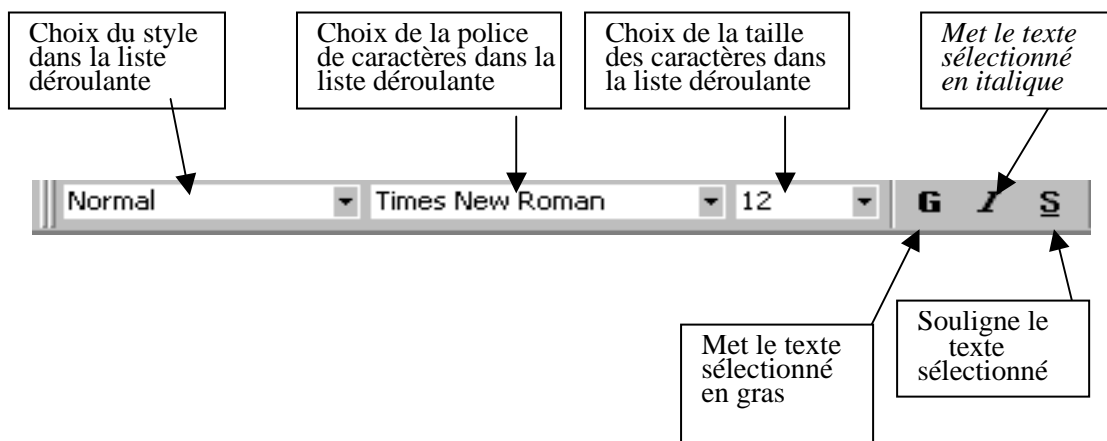 Choix du style
dans la liste
déroulante
Choix de la police
de caractères dans la
liste déroulante
Choix de la taille
des caractères dans
la liste déroulante
Met le texte
sélectionné
en italique
Normal
Times New Roman
12
G I S
Met le texte
sélectionné
en gras
Souligne le
texte
sélectionné